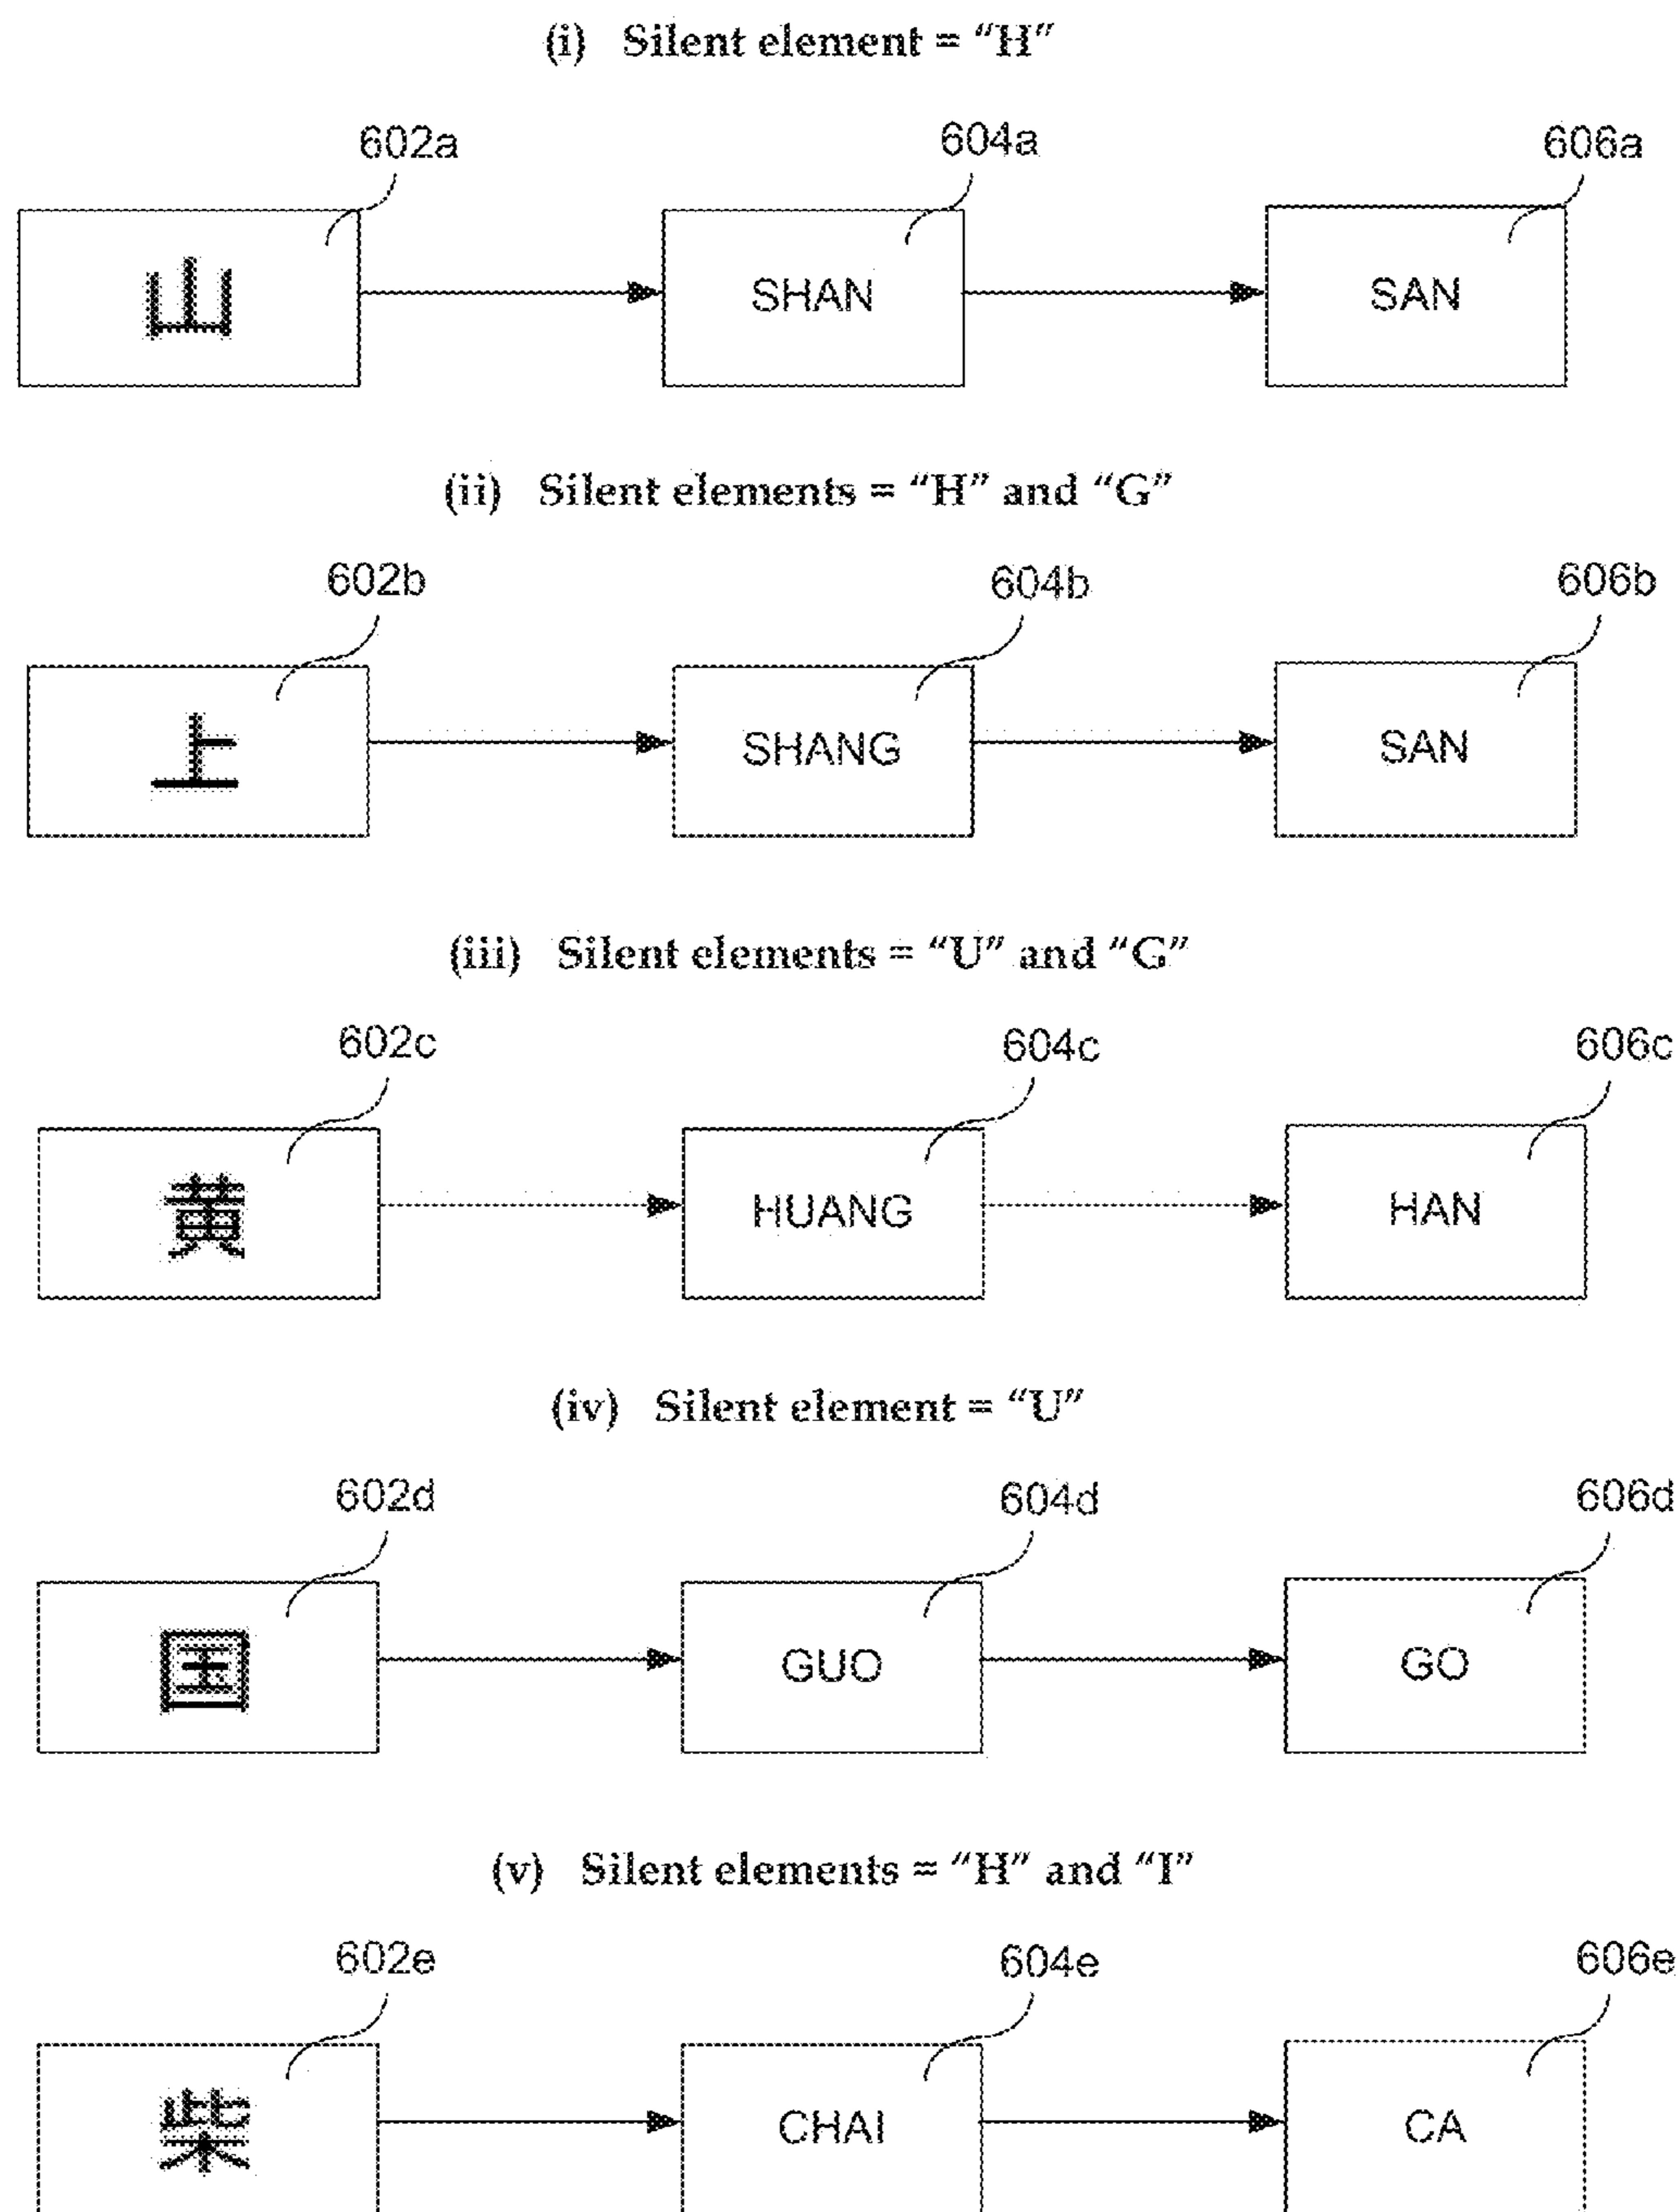 (i) Silent element = “H”
602a 604a 606a
山 SHAN SAN
(ii) Silent elements = “H” and “G”
602b 604b 606b
上 SHANG SAN
(iii) Silent elements = “U” and “G”
602c 604c 606c
黄 HUANG HAN
(iv) Silent element = “U”
602d 604d 606d
国 GUO GO
(v) Silent elements = “H” and “I”
602e 604e 606e
柴 CHAI CA